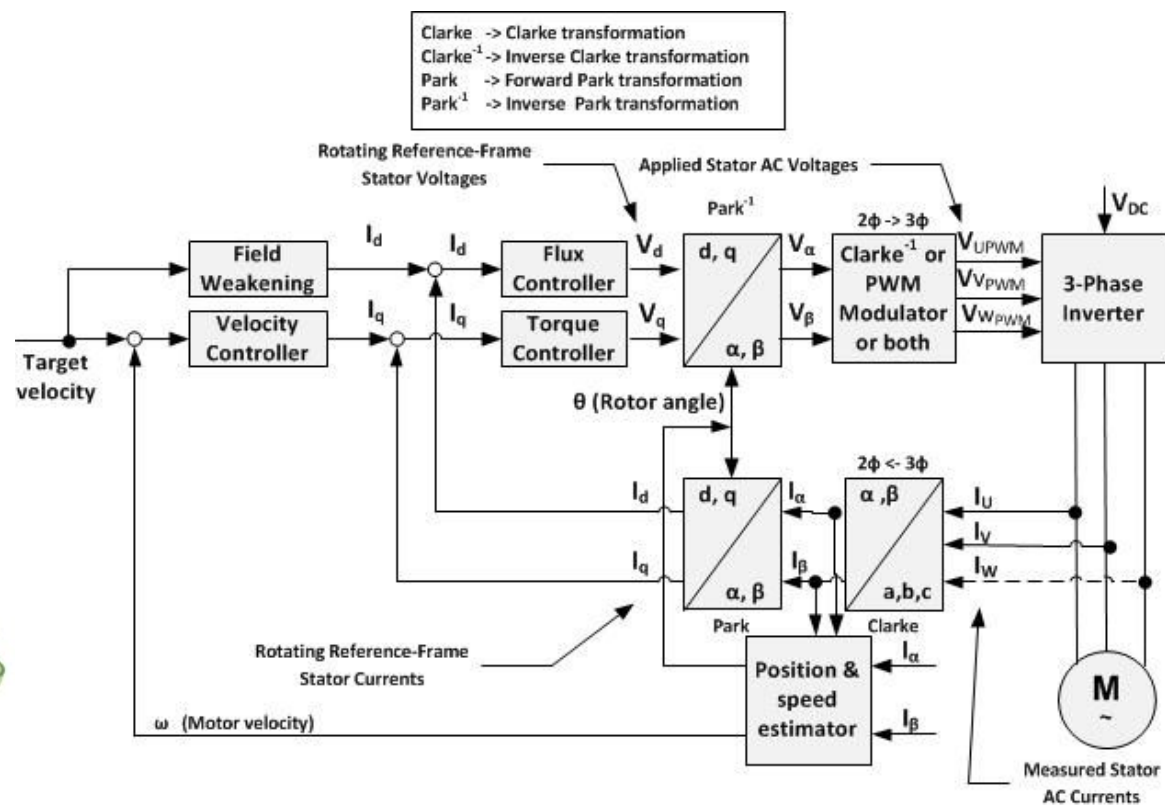 Clarke -> Clarke transformation
Clarke⁻¹ -> Inverse Clarke transformation
Park -> Forward Park transformation
Park⁻¹ -> Inverse Park transformation
Rotating Reference-Frame
Stator Voltages
Applied Stator AC Voltages
Park⁻¹
2ϕ -> 3ϕ
V_DC
I_d
Field
Weakening
I_d
Flux
Controller
V_d
d, q
V_α
Clarke⁻¹ or
PWM
Modulator
or both
V_UPWM
V_VPWM
V_WPWM
3-Phase
Inverter
Target
velocity
Velocity
Controller
I_q
I_q
Torque
Controller
V_q
α, β
V_β
θ (Rotor angle)
2ϕ <- 3ϕ
I_d
d, q
I_α
α ,β
I_U
I_V
I_q
α, β
I_β
a,b,c
I_W
Park
Clarke
Rotating Reference-Frame
Stator Currents
Position &
speed
estimator
I_α
I_β
M
~
ω (Motor velocity)
Measured Stator
AC Currents